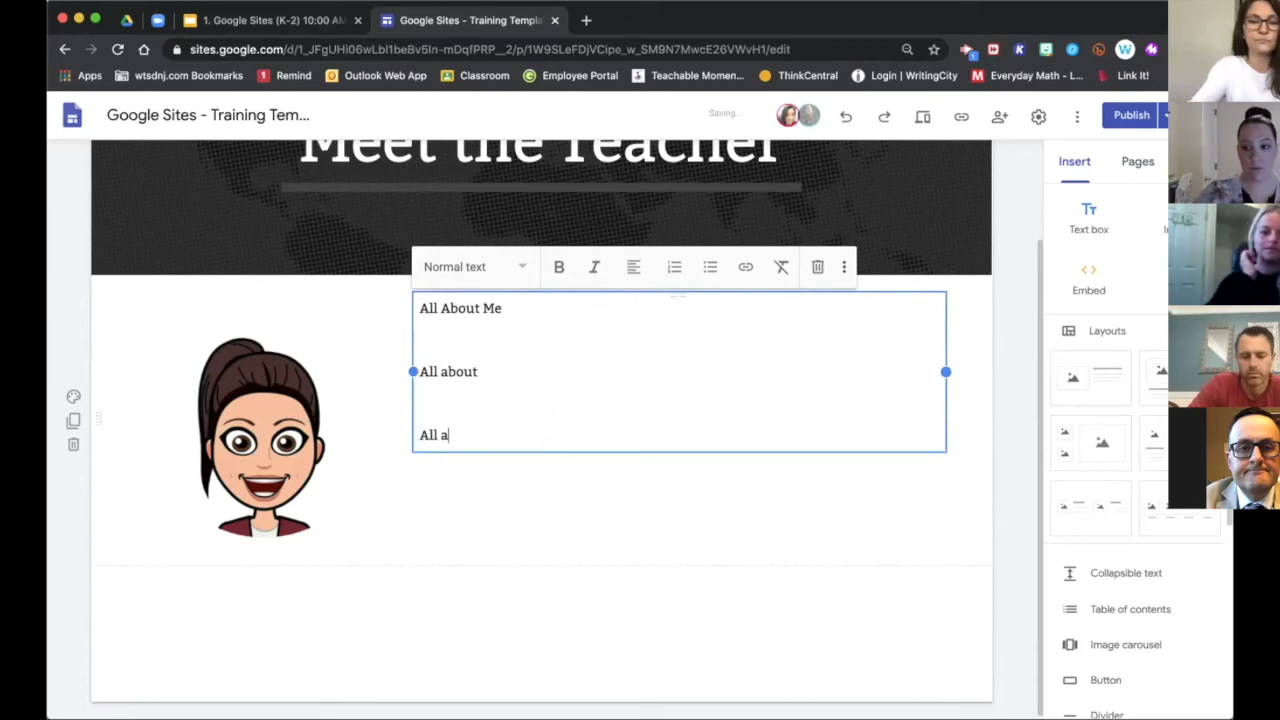 1. Google Sites (K-2) 10:00 AM
Google Sites - Training Templa
sites.google.com/d/1_JFgUHi06wLbl1beBv5In-mDqfPRP__2/p/1W9SLeFDjVCipe_w_SM9N7MwcE26VWvH1/edit
Apps wtsdnj.com Bookmarks Remind Outlook Web App Classroom Employee Portal Teachable Momen... ThinkCentral Login | WritingCity Everyday Math - L... Link It!
Google Sites - Training Tem... Saving... Publish
Meet the Teacher
Insert Pages
Text box
Embed
Normal text
All About Me
All about
All a
Layouts
Collapsible text
Table of contents
Image carousel
Button
Divider